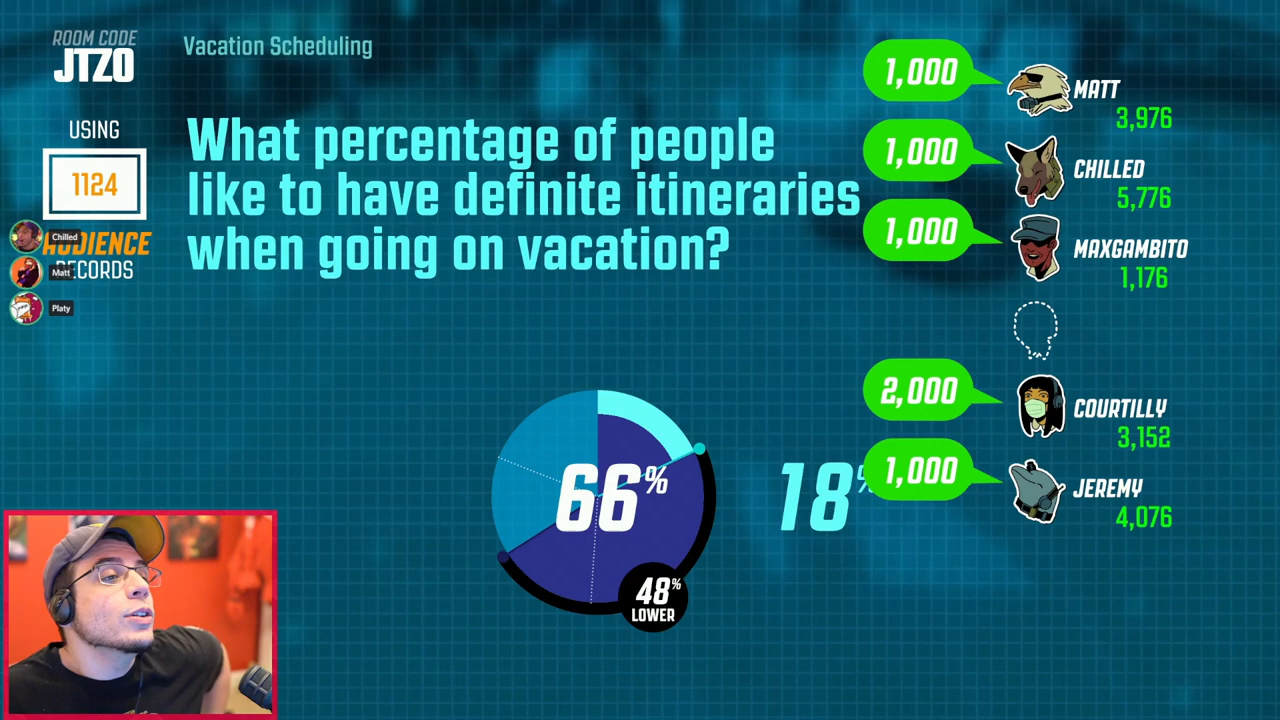 ROOM CODE
JTZO
USING
1124
AUDIENCE
RECORDS
Chilled
Matt
Platy
Vacation Scheduling
What percentage of people
like to have definite itineraries
when going on vacation?
66%
18%
48%
LOWER
1,000
MATT
3,976
1,000
CHILLED
5,776
1,000
MAXGAMBITO
1,176
2,000
COURTILLY
3,152
1,000
JEREMY
4,076